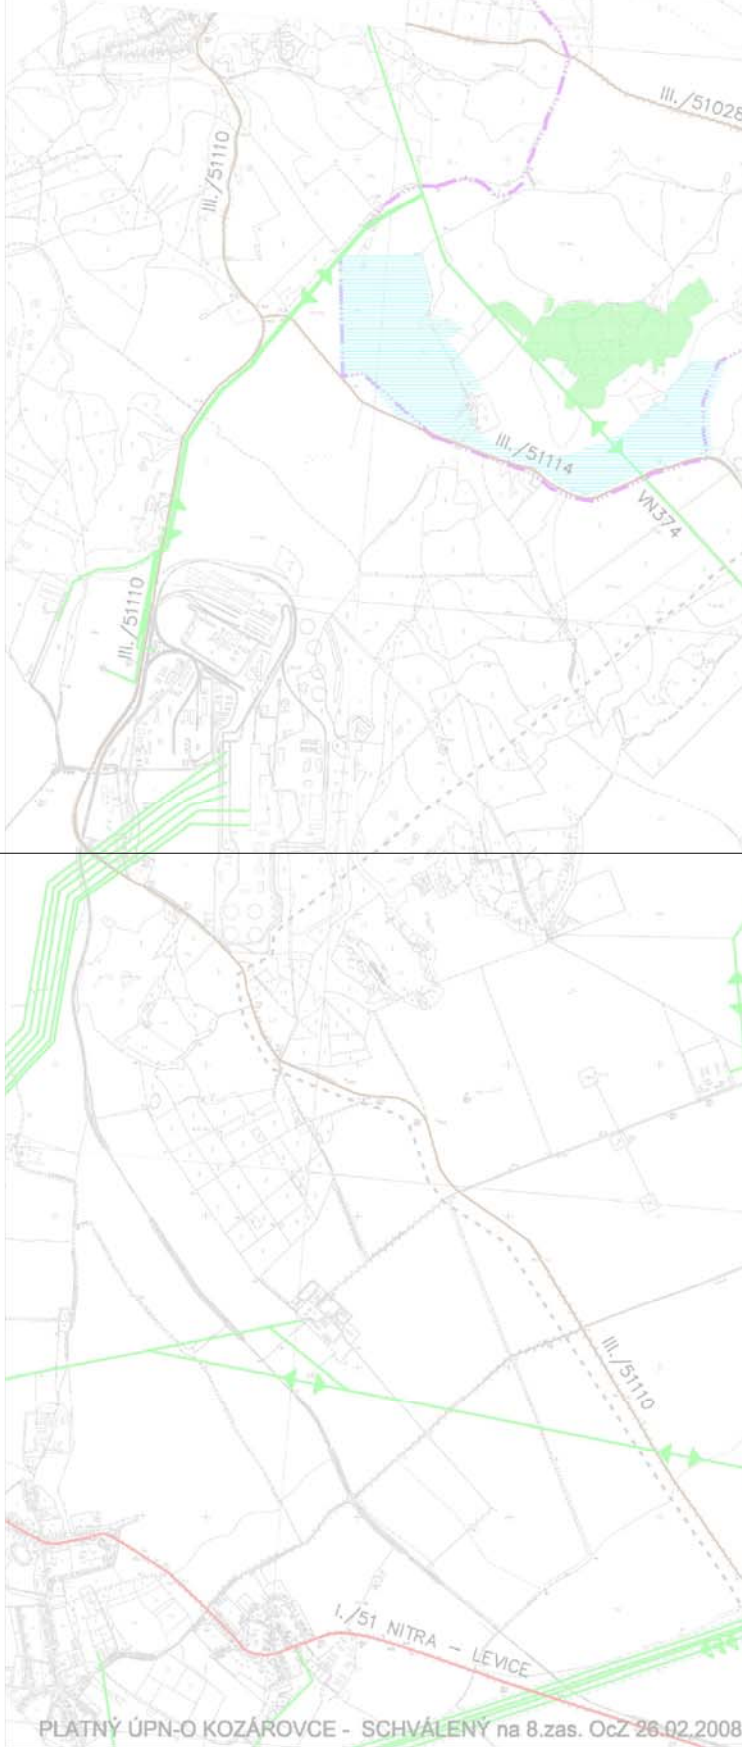 III./51028
III./51110
III./51114
VN374
III./51110
III./51110
I./51 NITRA – LEVICE
PLATNÝ ÚPN-O KOZÁROVCE - SCHVÁLENÝ na 8.zas. OcZ 26.02.2008